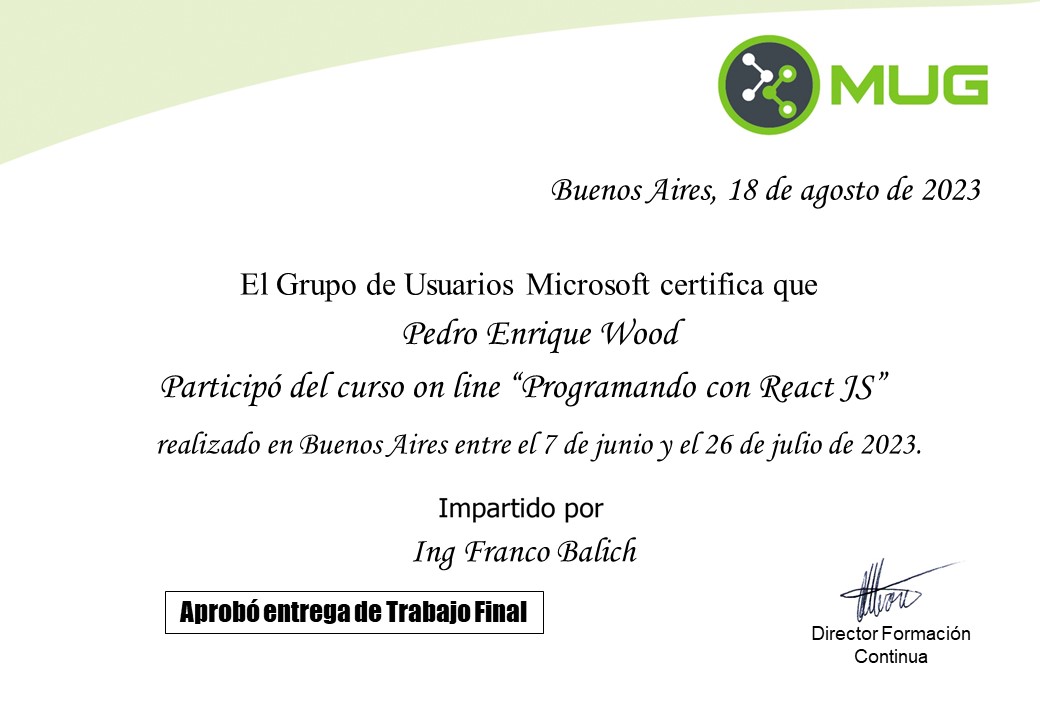 MUG
Buenos Aires, 18 de agosto de 2023
El Grupo de Usuarios Microsoft certifica que
Pedro Enrique Wood
Participó del curso on line “Programando con React JS”
realizado en Buenos Aires entre el 7 de junio y el 26 de julio de 2023.
Impartido por
Ing Franco Balich
Aprobó entrega de Trabajo Final
Director Formación
Continua